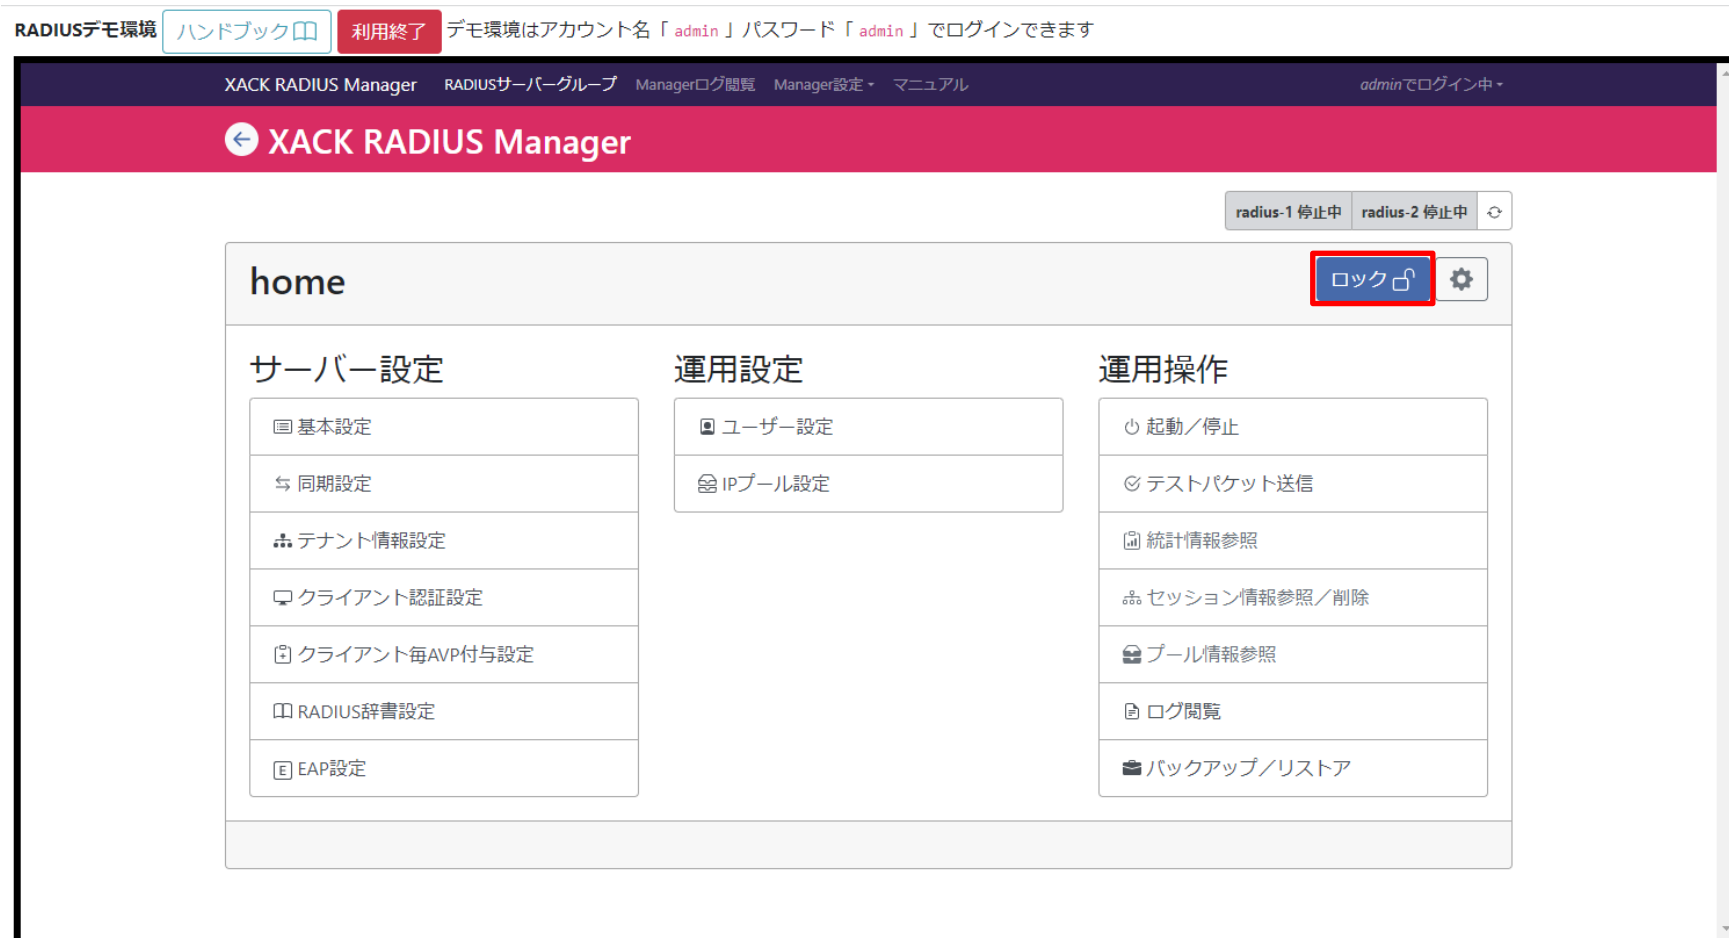 RADIUSデモ環境 ハンドブック 利用終了 デモ環境はアカウント名「 admin 」パスワード「 admin 」でログインできます
XACK RADIUS Manager RADIUSサーバーグループ Managerログ閲覧 Manager設定 マニュアル adminでログイン中
XACK RADIUS Manager
radius-1 停止中 radius-2 停止中
home ロック
サーバー設定
基本設定
同期設定
テナント情報設定
クライアント認証設定
クライアント毎AVP付与設定
RADIUS辞書設定
E EAP設定
運用設定
ユーザー設定
IPプール設定
運用操作
起動／停止
テストパケット送信
統計情報参照
セッション情報参照／削除
プール情報参照
ログ閲覧
バックアップ／リストア